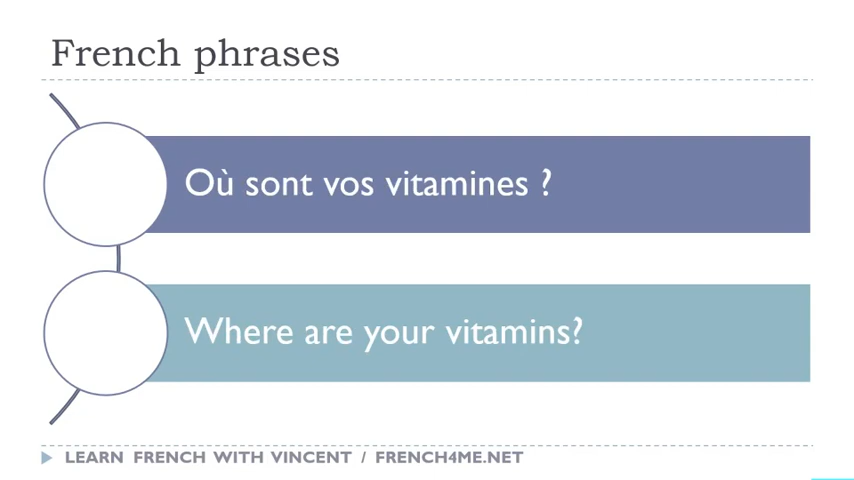 French phrases
Où sont vos vitamines ?
Where are your vitamins?
LEARN FRENCH WITH VINCENT / FRENCH4ME.NET